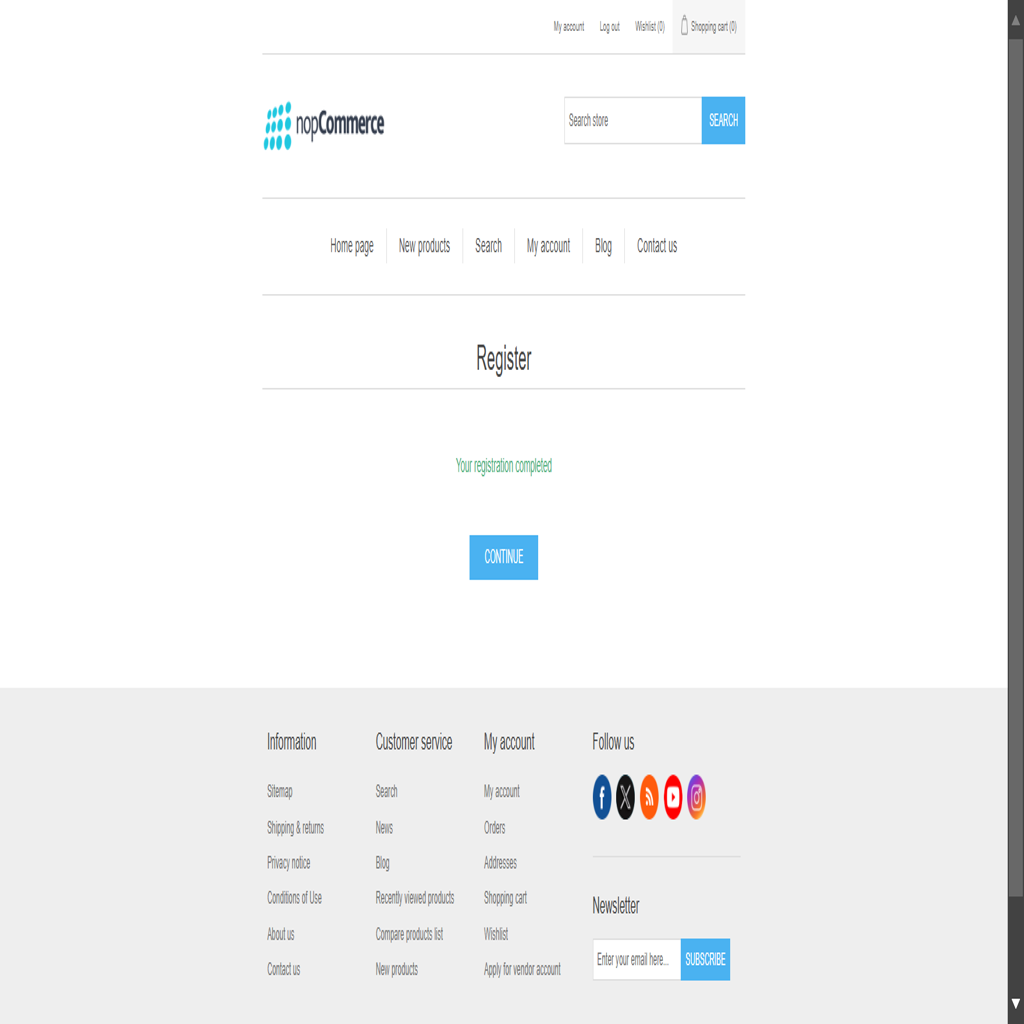 My account Log out Wishlist (0) Shopping cart (0)
nopCommerce
Search store SEARCH
Home page New products Search My account Blog Contact us
Register
Your registration completed
CONTINUE
Information
Sitemap
Shipping & returns
Privacy notice
Conditions of Use
About us
Contact us
Customer service
Search
News
Blog
Recently viewed products
Compare products list
New products
My account
My account
Orders
Addresses
Shopping cart
Wishlist
Apply for vendor account
Follow us
Newsletter
Enter your email here... SUBSCRIBE